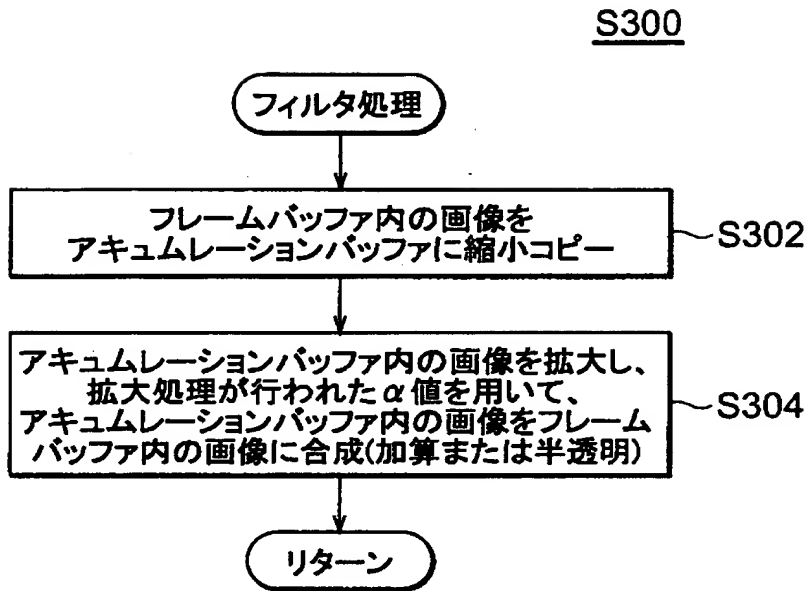 S300
フィルタ処理
フレームバッファ内の画像を
アキュムレーションバッファに縮小コピー
S302
アキュムレーションバッファ内の画像を拡大し、
拡大処理が行われたα値を用いて、
アキュムレーションバッファ内の画像をフレーム
バッファ内の画像に合成(加算または半透明)
S304
リターン